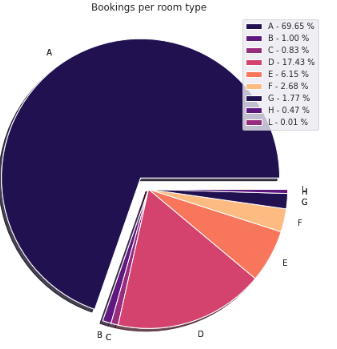 Bookings per room type
A - 69.65 %
B - 1.00 %
C - 0.83 %
D - 17.43 %
E - 6.15 %
F - 2.68 %
G - 1.77 %
H - 0.47 %
L - 0.01 %
A
H
G
F
E
D
B
C